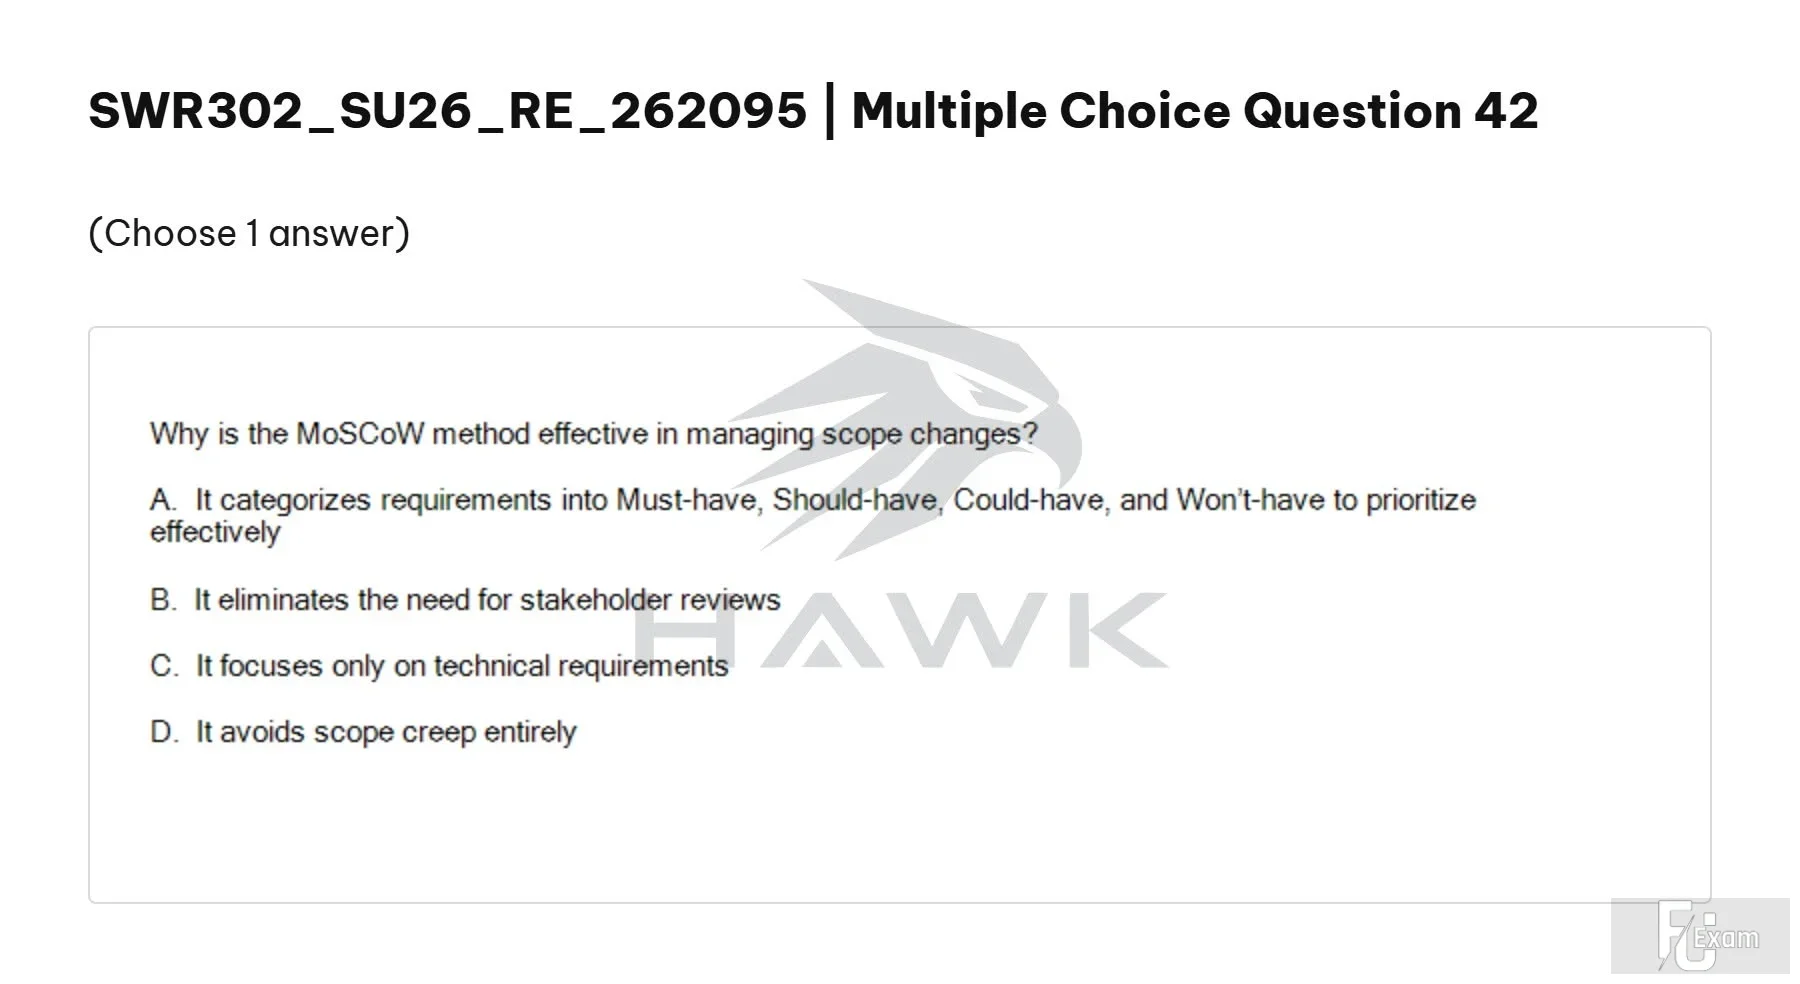 SWR302_SU26_RE_262095 | Multiple Choice Question 42
(Choose 1 answer)
Why is the MoSCoW method effective in managing scope changes?
A. It categorizes requirements into Must-have, Should-have, Could-have, and Won’t-have to prioritize
effectively
B. It eliminates the need for stakeholder reviews
HAWK
C. It focuses only on technical requirements
D. It avoids scope creep entirely
FU Exam